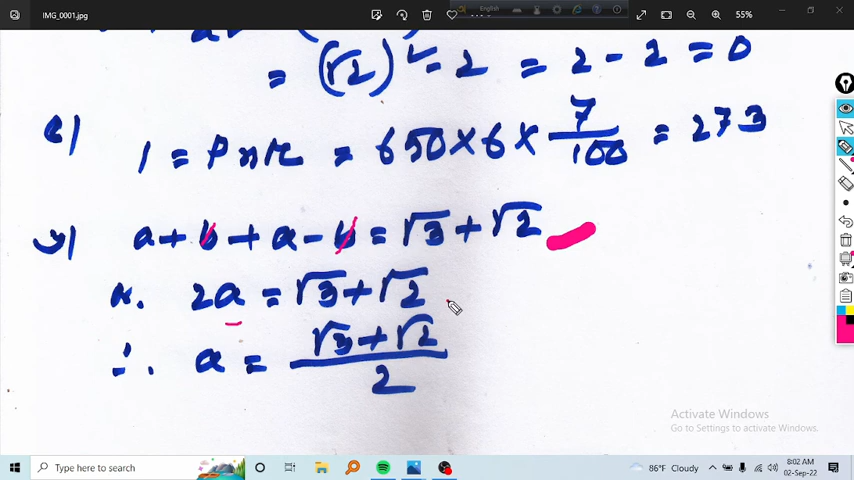 IMG_0001.jpg
English
55%
= (√2)² = 2 = 2 - 2 = 0
I = Pnr = 650×6× 7/100 = 273
a + b + a - b = √3 + √2
2a = √3 + √2
∴ a = (√3 + √2)/2
Activate Windows
Go to Settings to activate Windows.
Type here to search
86°F Cloudy
8:02 AM
02-Sep-22